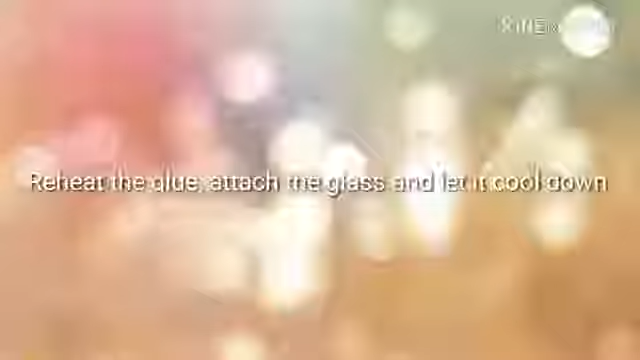 Reheat the glue, attach the glass and let it cool down